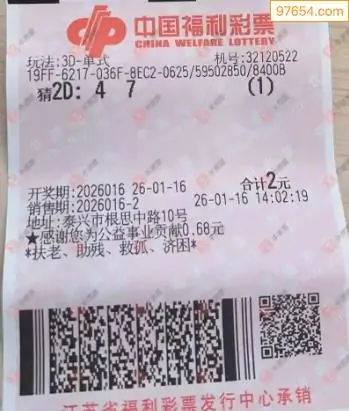 97654.com
中国福利彩票
CHINA WELFARE LOTTERY
玩法:3D-单式 机号:32120522
19FF-6217-036F-8EC2-0625/59502850/8400B
猜2D: 4 7 (1)
开奖期:2026016 26-01-16 合计2元
销售期:2026016-2 26-01-16 14:02:19
地址:泰兴市根思中路10号
★感谢您为公益事业贡献0.68元
*扶老、助残、救孤、济困*
江苏省福利彩票发行中心承销